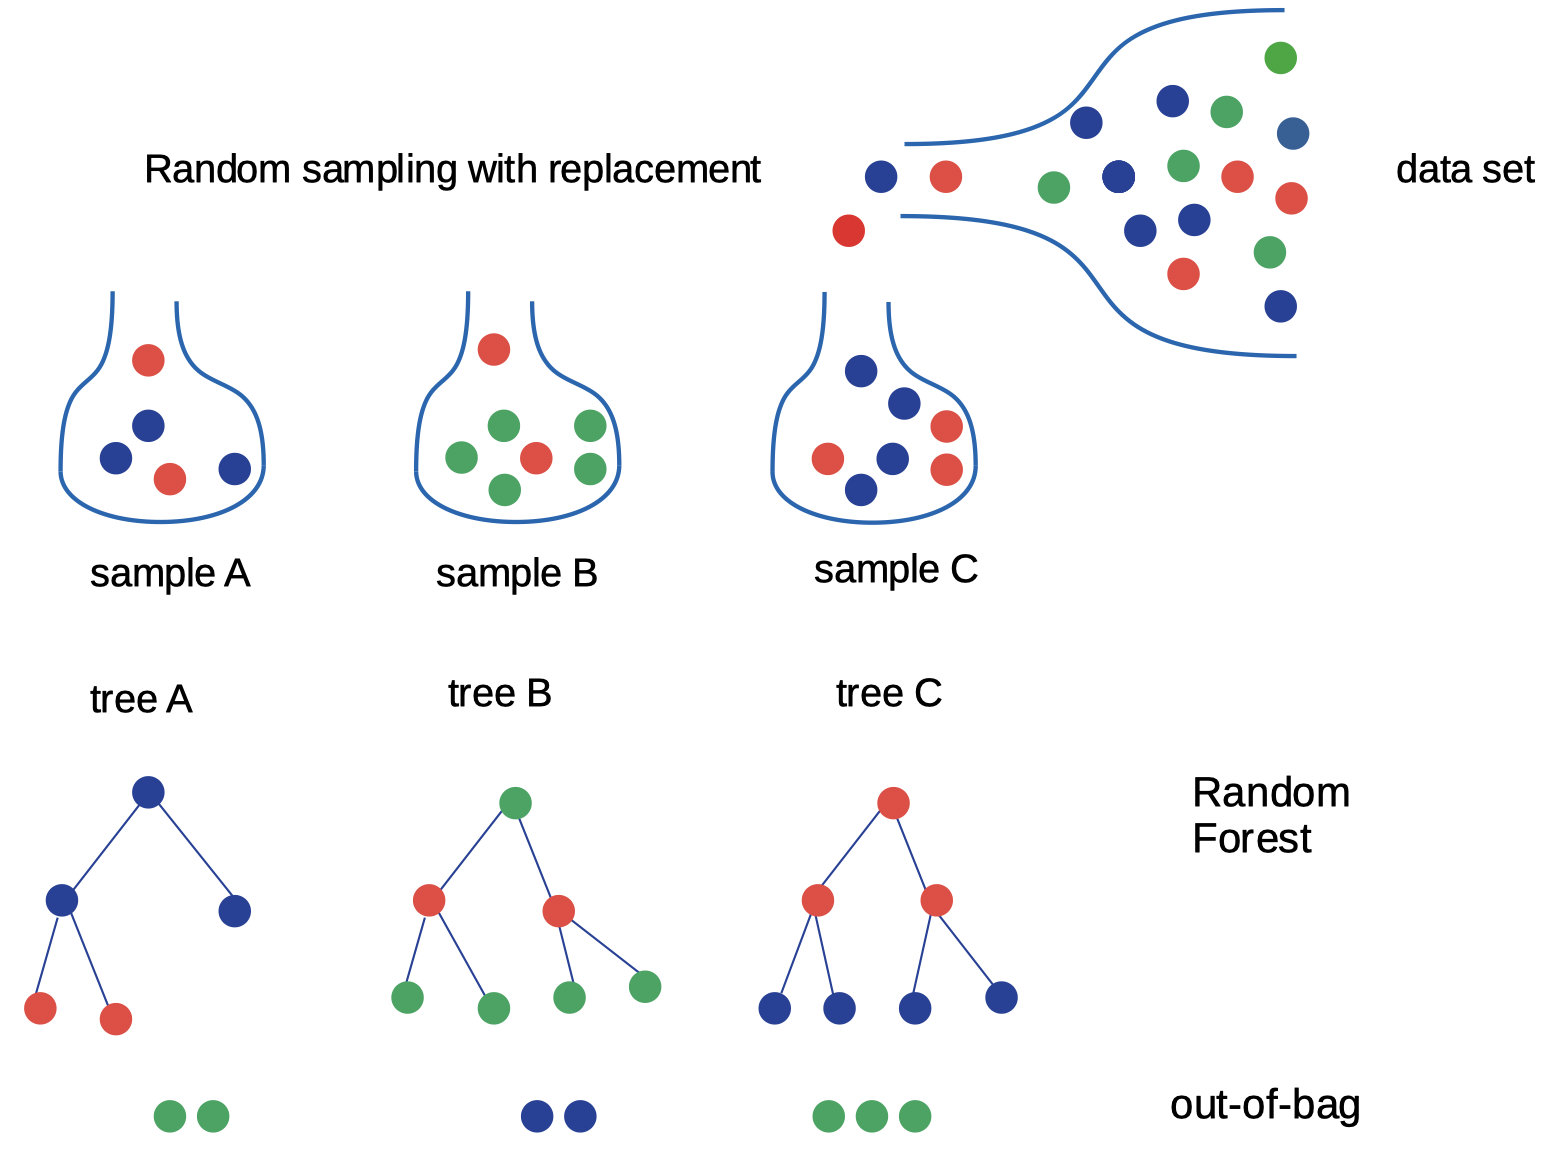 Random sampling with replacement
data set
sample A
sample B
sample C
tree A
tree B
tree C
Random
Forest
out-of-bag